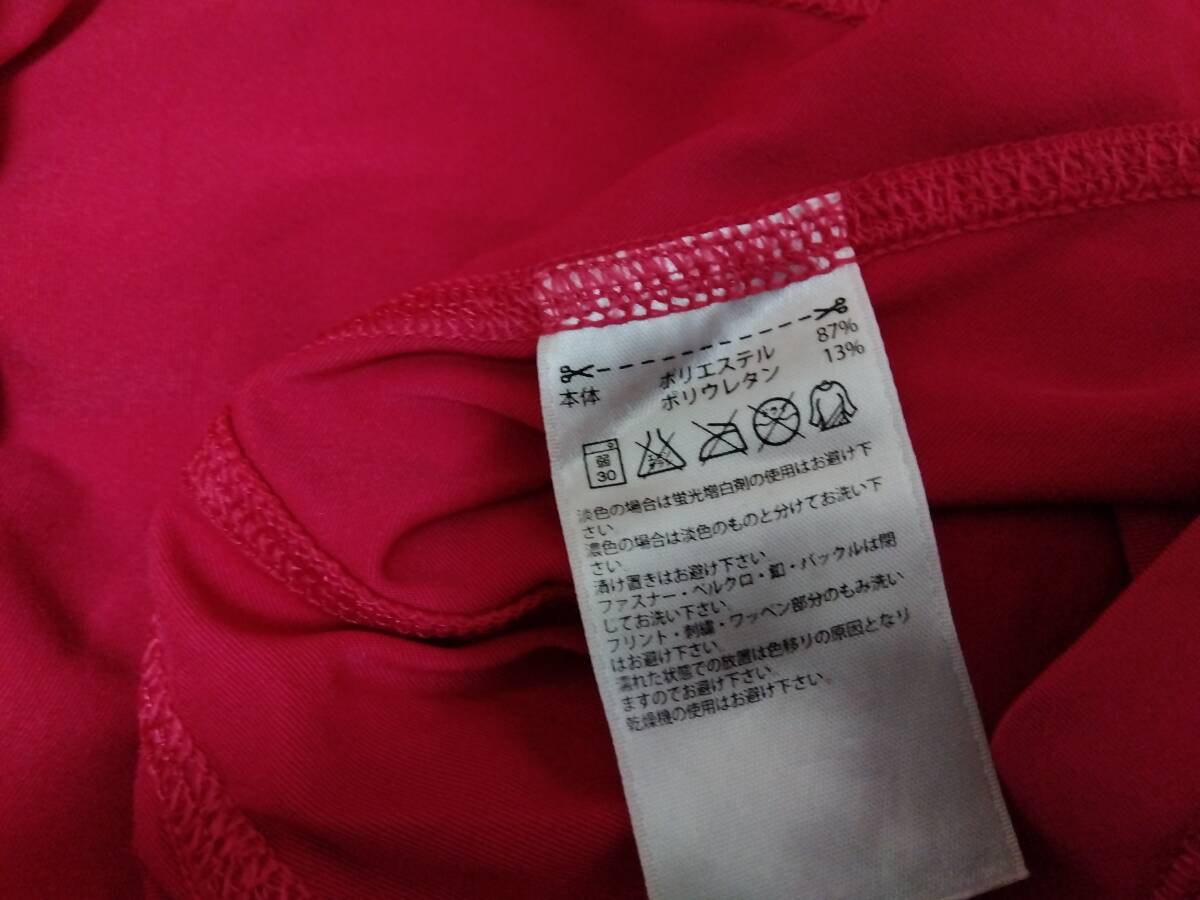 本体 ポリエステル 87%
ポリウレタン 13%
弱
30
淡色の場合は蛍光増白剤の使用はお避け下
さい。
濃色の場合は淡色のものと分けてお洗い下
さい。
漬け置きはお避け下さい。
ファスナー・ベルクロ・釦・バックルは閉
してお洗い下さい。
プリント・刺繍・ワッペン部分のもみ洗い
はお避け下さい。
濡れた状態での放置は色移りの原因となり
ますのでお避け下さい。
乾燥機の使用はお避け下さい。